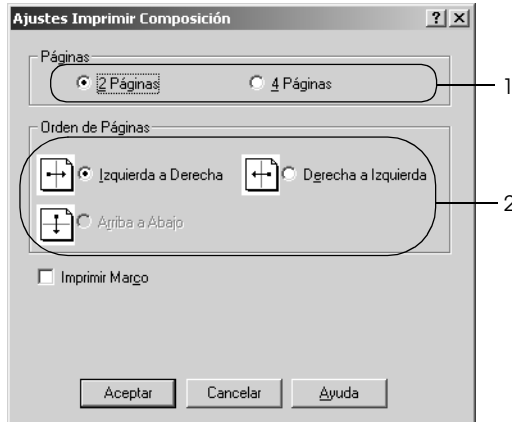 Ajustes Imprimir Composición
Páginas
2 Páginas 4 Páginas 1
Orden de Páginas
Izquierda a Derecha Derecha a Izquierda
2
Arriba a Abajo
Imprimir Marco
Aceptar Cancelar Ayuda